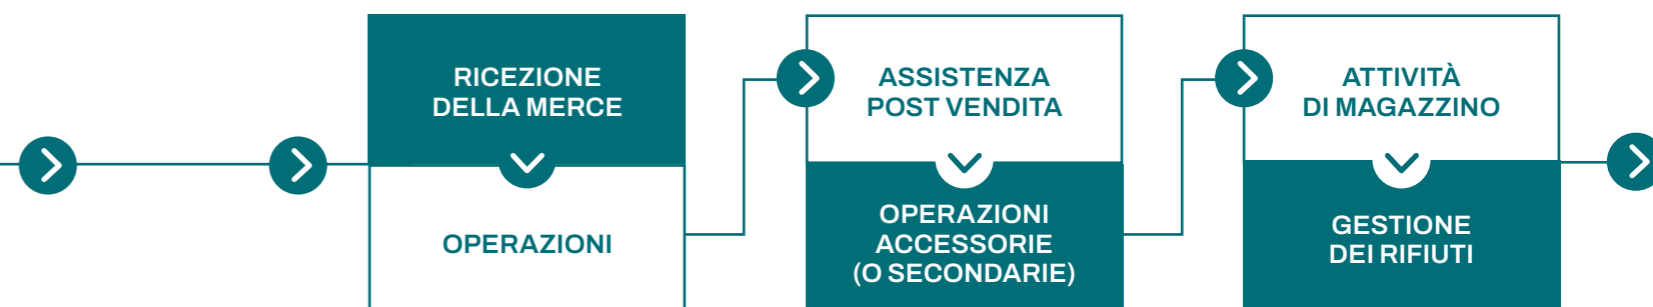 RICEZIONE
DELLA MERCE
OPERAZIONI
ASSISTENZA
POST VENDITA
OPERAZIONI
ACCESSORIE
(O SECONDARIE)
ATTIVITÀ
DI MAGAZZINO
GESTIONE
DEI RIFIUTI